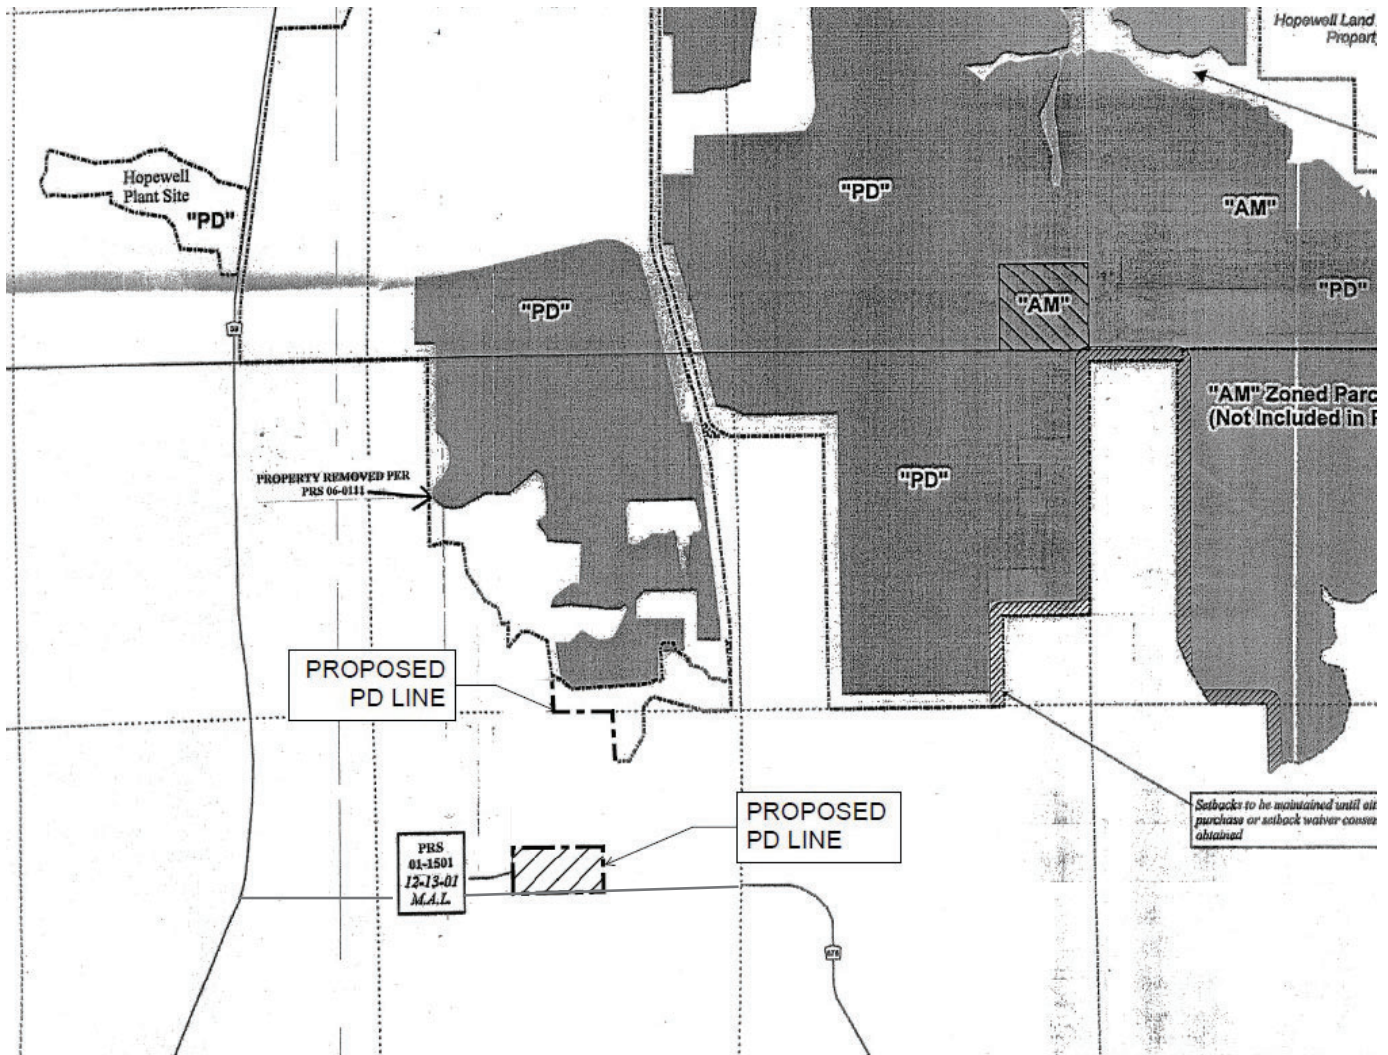 Hopewell Land
Property
Hopewell
Plant Site
"PD"
"PD"
"AM"
"PD"
"AM"
"PD"
39
"AM" Zoned Parc
(Not Included in
PROPERTY REMOVED PER
PRS 06-0111
"PD"
PROPOSED
PD LINE
PROPOSED
PD LINE
Setbacks to be maintained until
purchase or setback waiver
obtained
PRS
01-1501
12-13-01
M.A.L.